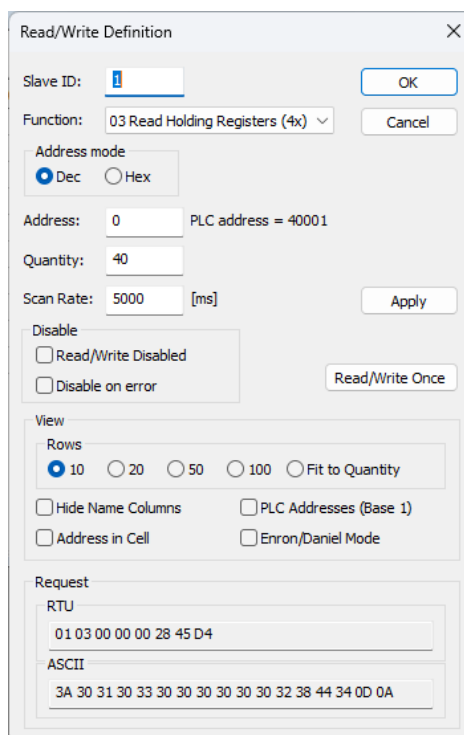 Read/Write Definition
Slave ID: 1 OK
Function: 03 Read Holding Registers (4x) Cancel
Address mode
Dec Hex
Address: 0 PLC address = 40001
Quantity: 40
Scan Rate: 5000 [ms] Apply
Disable
Read/Write Disabled
Disable on error
Read/Write Once
View
Rows
10 20 50 100 Fit to Quantity
Hide Name Columns PLC Addresses (Base 1)
Address in Cell Enron/Daniel Mode
Request
RTU
01 03 00 00 00 28 45 D4
ASCII
3A 30 31 30 33 30 30 30 30 30 30 32 38 44 34 0D 0A